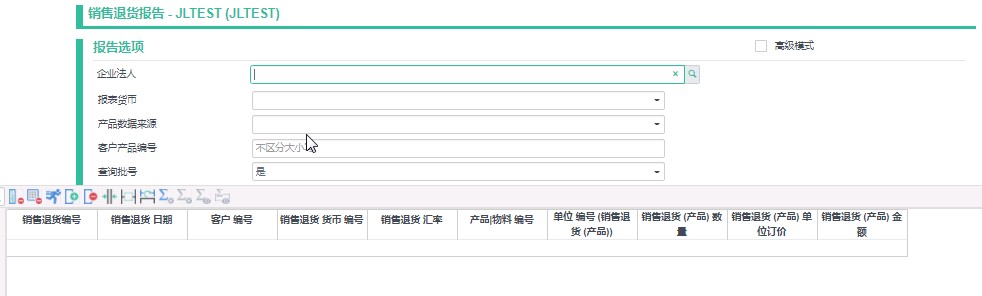 销售退货报告 - JLTEST (JLTEST)
报告选项
高级模式
企业法人
报表货币
产品数据来源
客户产品编号 不区分大小
查询批号 是
销售退货编号 销售退货 日期 客户 编号 销售退货 货币 编号 销售退货 汇率 产品|物料 编号 单位 编号 (销售退货 (产品)) 销售退货 (产品) 数量 销售退货 (产品) 单位订价 销售退货 (产品) 金额